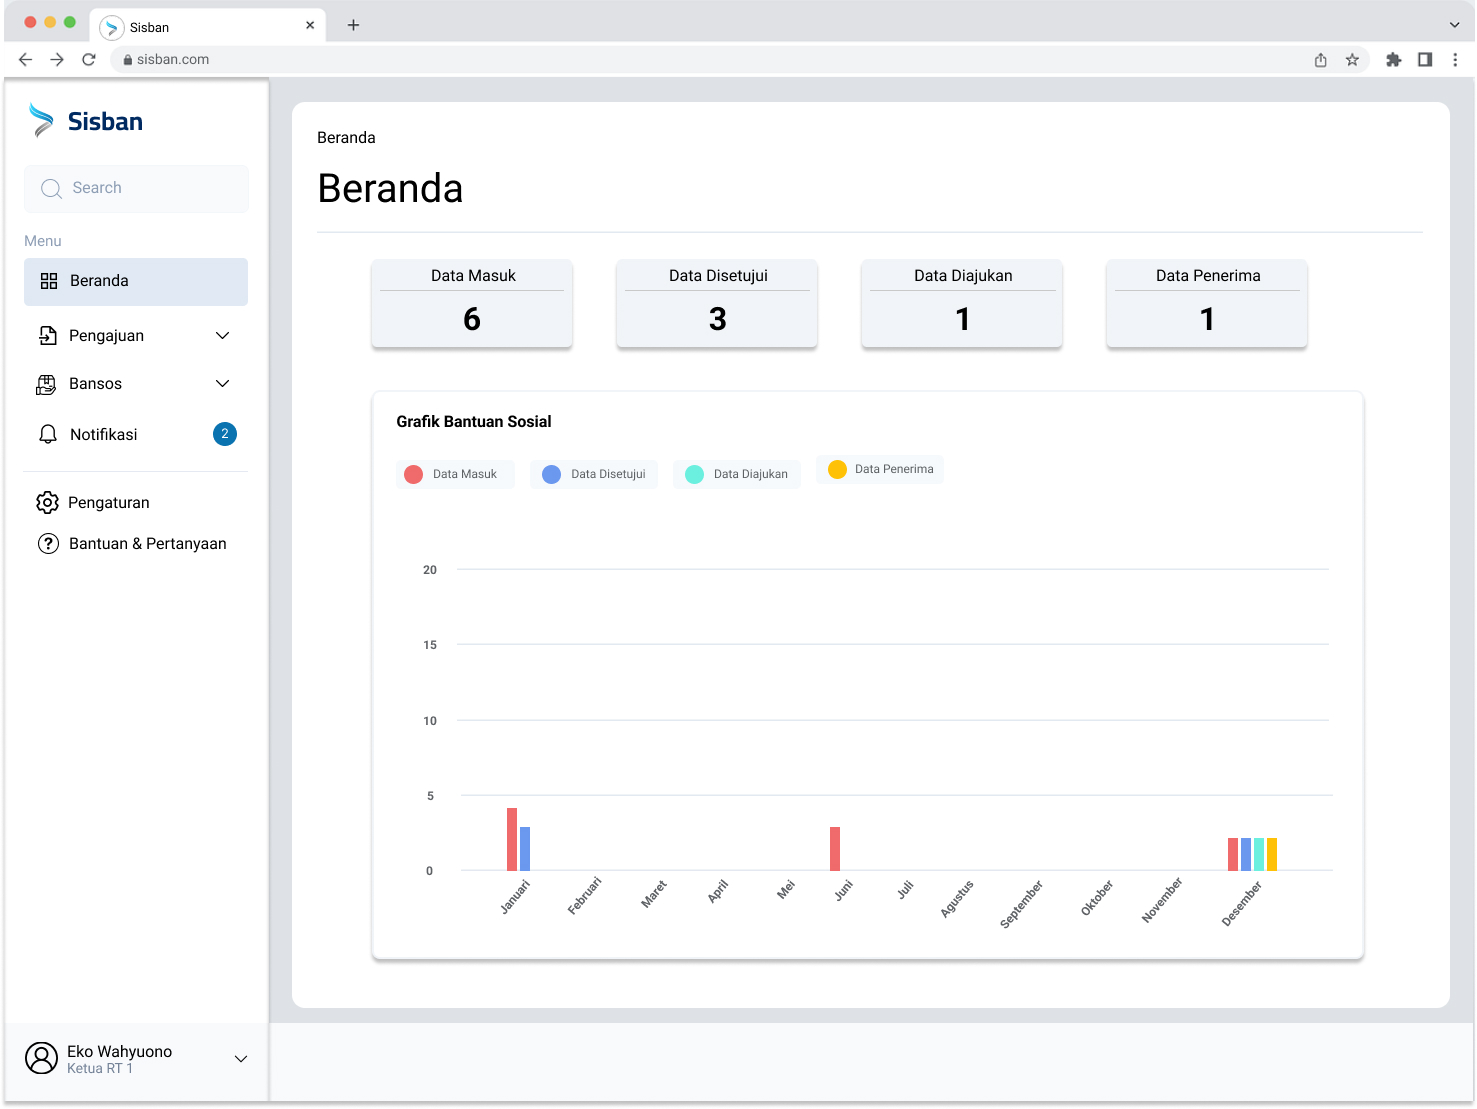 Sisban
sisban.com
Sisban
Search
Menu
Beranda
Pengajuan
Bansos
Notifikasi 2
Pengaturan
Bantuan & Pertanyaan
Eko Wahyuono
Ketua RT 1
Beranda
Beranda
Data Masuk
6
Data Disetujui
3
Data Diajukan
1
Data Penerima
1
Grafik Bantuan Sosial
Data Masuk Data Disetujui Data Diajukan Data Penerima
20
15
10
5
0
Januari Februari Maret April Mei Juni Juli Agustus September Oktober November Desember